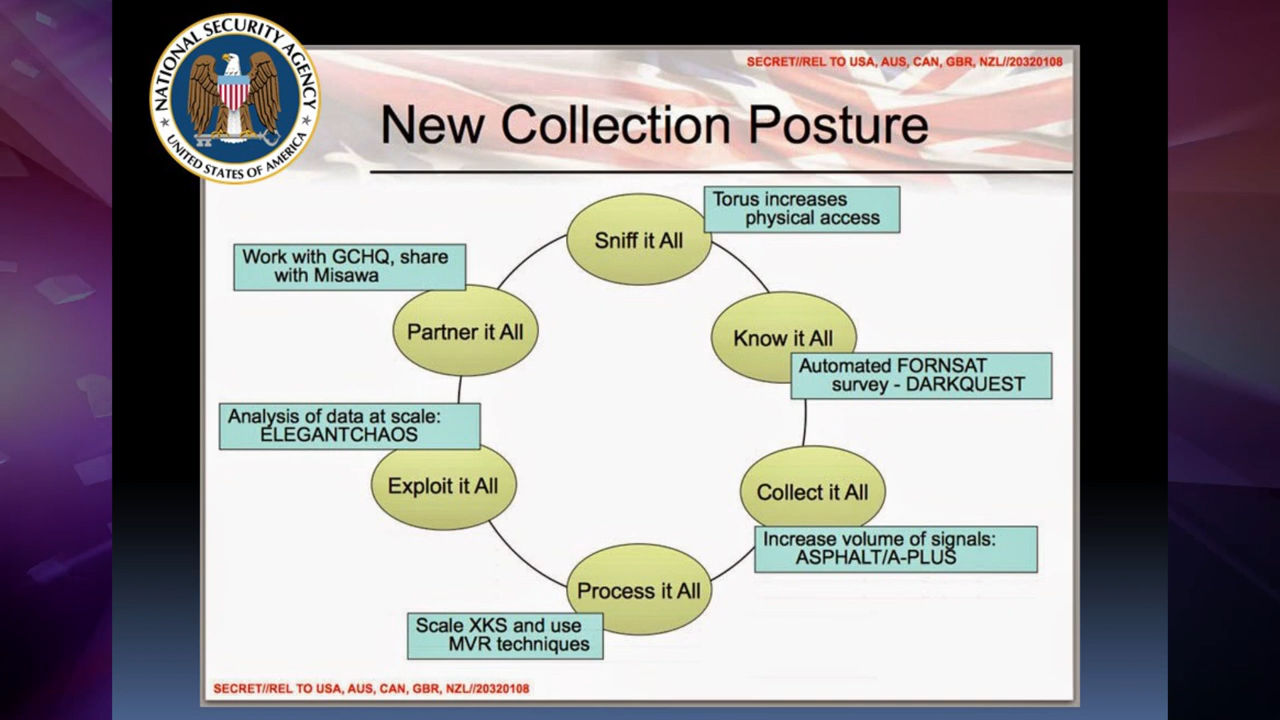 NATIONAL SECURITY AGENCY
UNITED STATES OF AMERICA
SECRET//REL TO USA, AUS, CAN, GBR, NZL//20320108
New Collection Posture
Sniff it All
Torus increases
physical access
Know it All
Automated FORNSAT
survey - DARKQUEST
Collect it All
Increase volume of signals:
ASPHALT/A-PLUS
Process it All
Scale XKS and use
MVR techniques
Exploit it All
Analysis of data at scale:
ELEGANTCHAOS
Partner it All
Work with GCHQ, share
with Misawa
SECRET//REL TO USA, AUS, CAN, GBR, NZL//20320108